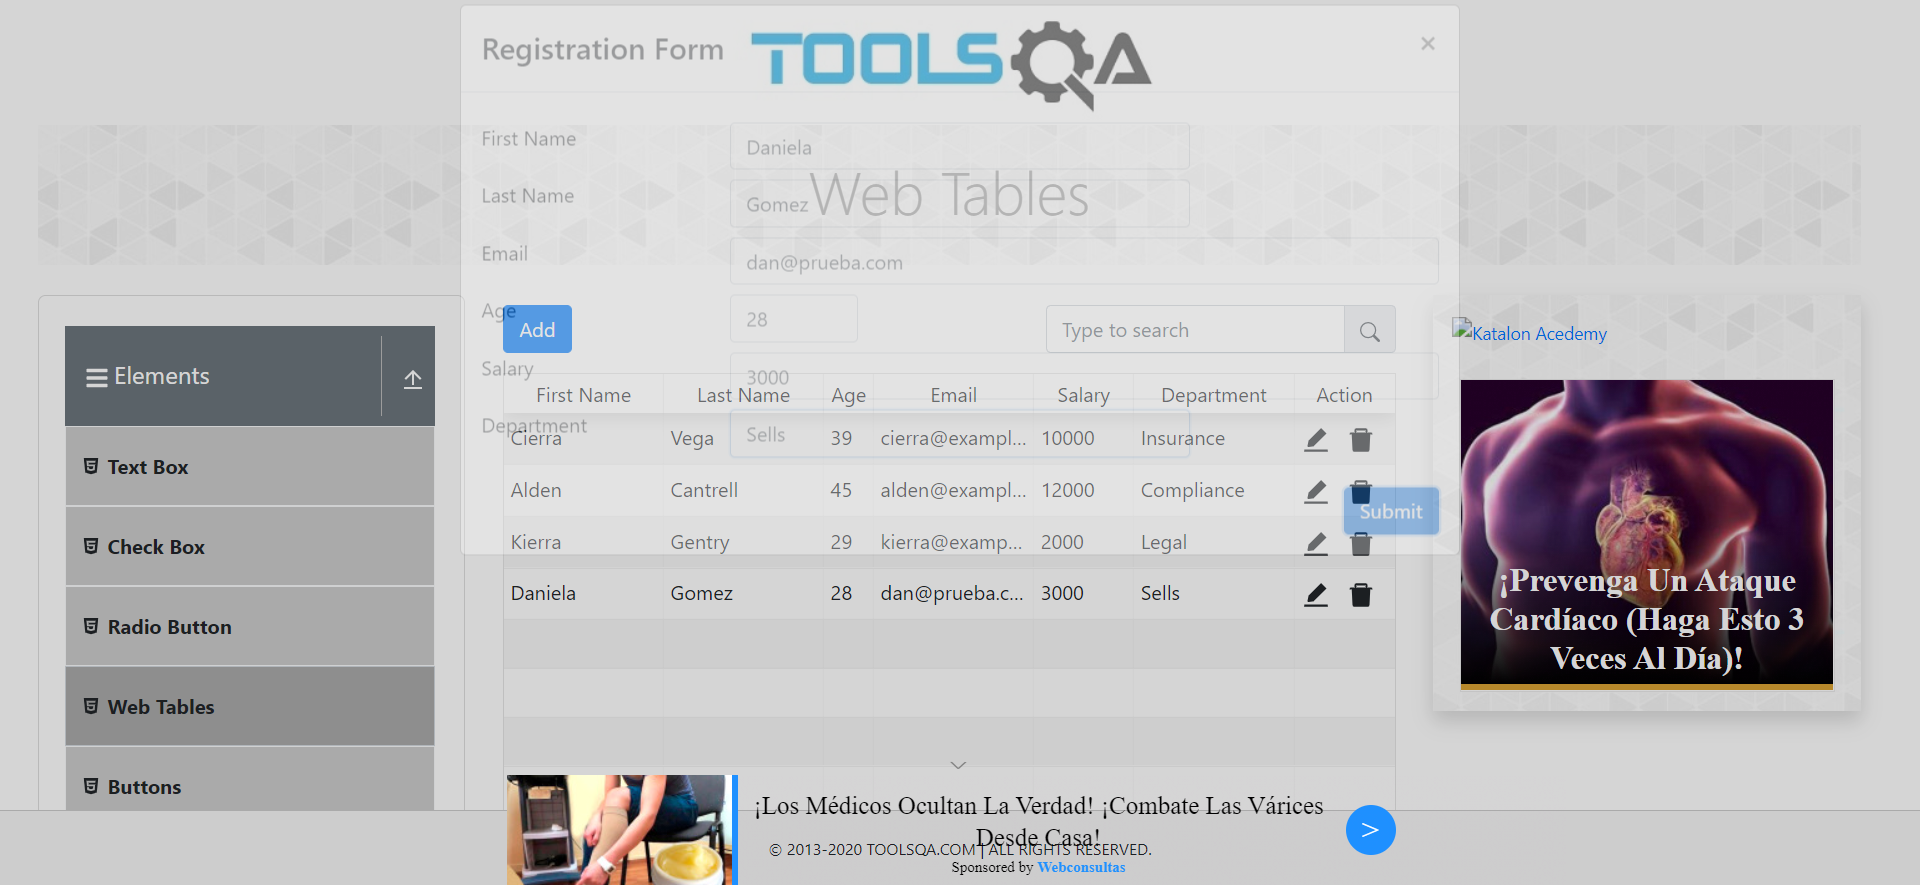 Registration Form
TOOLSQA
×
First Name
Daniela
Last Name
Gomez
Web Tables
Email
dan@prueba.com
Age
28
Salary
3000
Department
Sells
Submit
Elements
Text Box
Check Box
Radio Button
Web Tables
Buttons
Add
Type to search
First Name Last Name Age Email Salary Department Action
Cierra Vega 39 cierra@exampl... 10000 Insurance
Alden Cantrell 45 alden@exampl... 12000 Compliance
Kierra Gentry 29 kierra@examp... 2000 Legal
Daniela Gomez 28 dan@prueba.c... 3000 Sells
Katalon Acedemy
¡Prevenga Un Ataque
Cardíaco (Haga Esto 3
Veces Al Día)!
¡Los Médicos Ocultan La Verdad! ¡Combate Las Várices
Desde Casa!
>
© 2013-2020 TOOLSQA.COM | ALL RIGHTS RESERVED.
Sponsored by Webconsultas